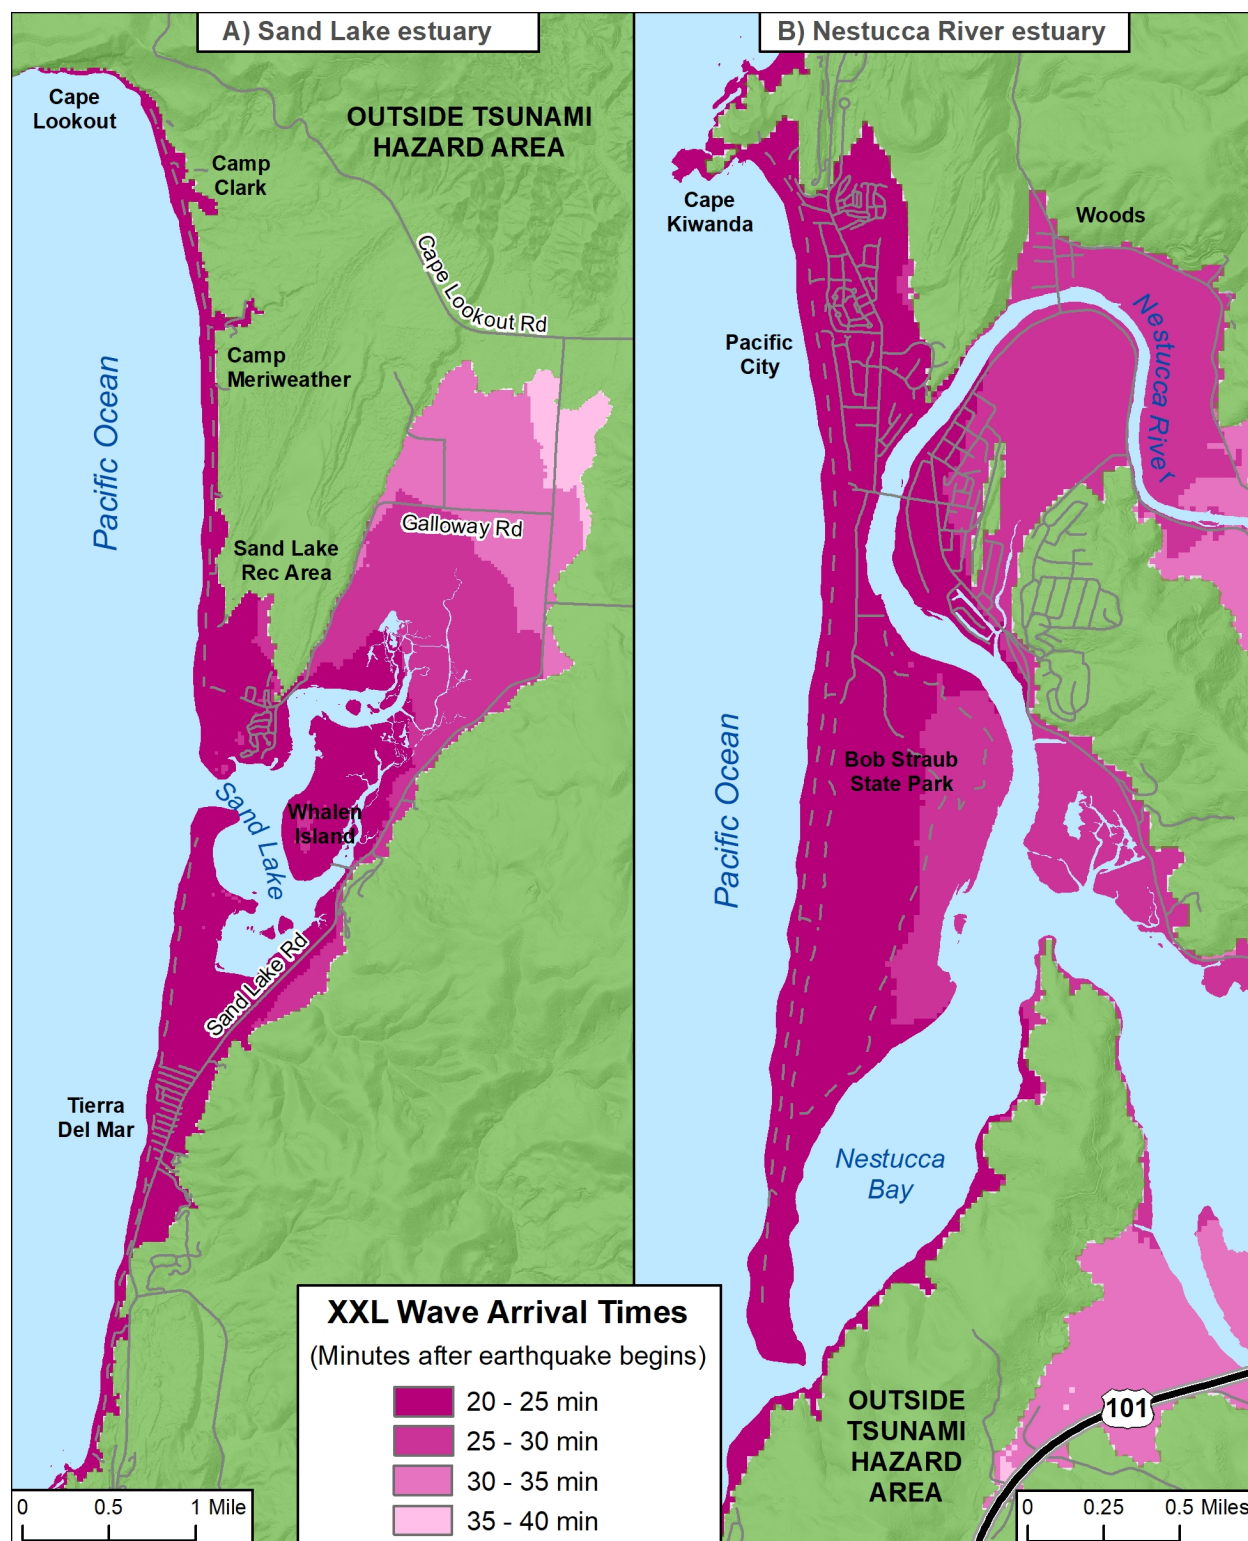 A) Sand Lake estuary
Cape
Lookout
OUTSIDE TSUNAMI
HAZARD AREA
Camp
Clark
Cape Lookout Rd
Camp
Meriweather
Pacific Ocean
Galloway Rd
Sand Lake
Rec Area
Sand Lake
Whalen
Island
Sand Lake Rd
Tierra
Del Mar
0 0.5 1 Mile
B) Nestucca River estuary
Cape
Kiwanda
Woods
Nestucca River
Pacific
City
Pacific Ocean
Bob Straub
State Park
Nestucca
Bay
OUTSIDE
TSUNAMI
HAZARD
AREA
101
0 0.25 0.5 Miles
XXL Wave Arrival Times
(Minutes after earthquake begins)
20 - 25 min
25 - 30 min
30 - 35 min
35 - 40 min